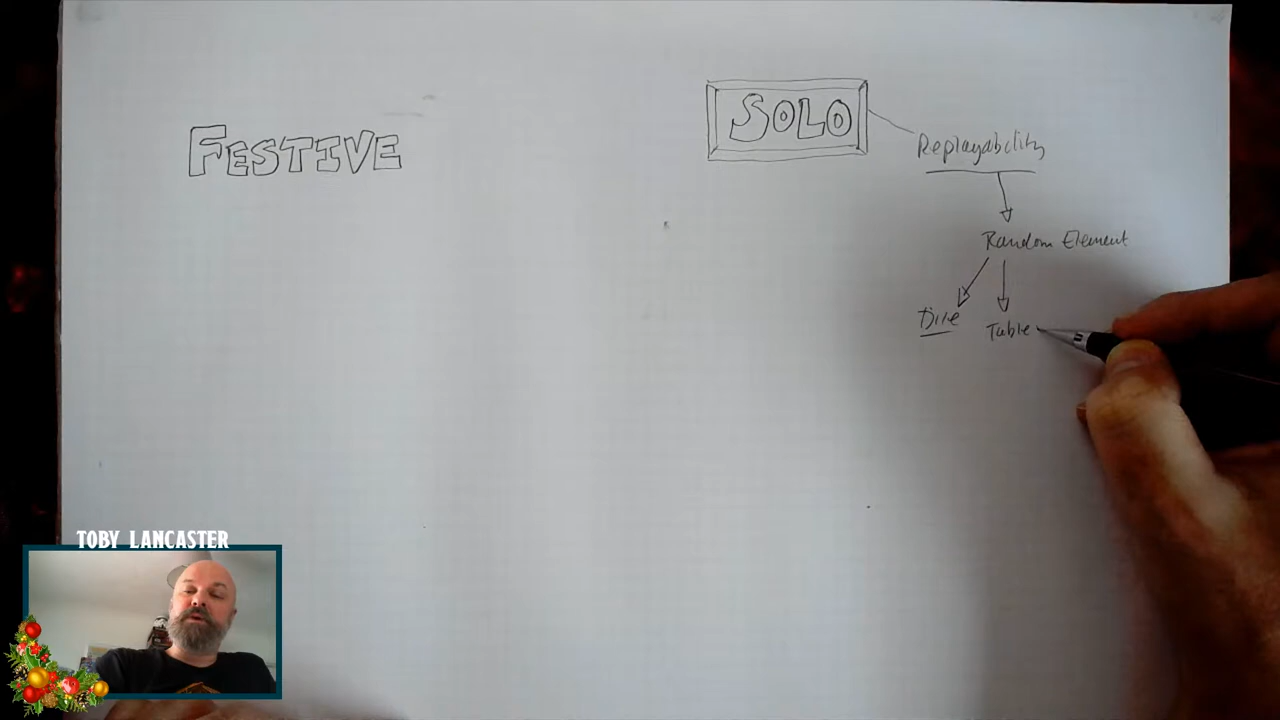 FESTIVE
SOLO
Replayability
Random Element
Dice
Table
TOBY LANCASTER